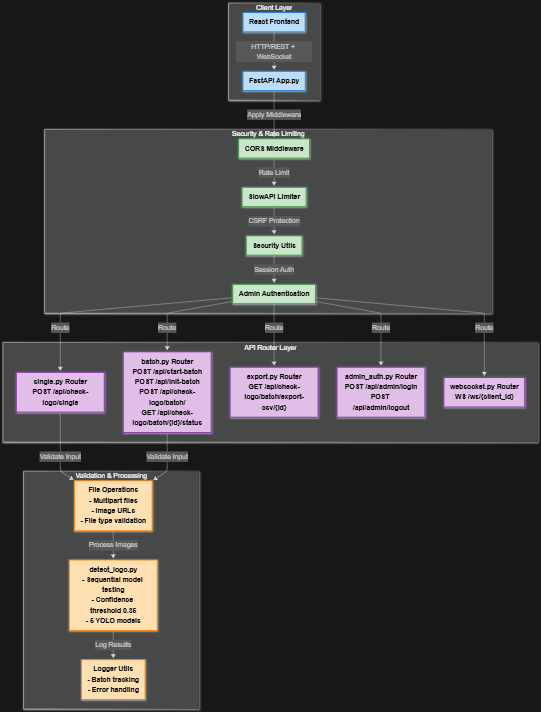 Client Layer
React Frontend
HTTP/REST +
WebSocket
FastAPI App.py
Apply Middleware
Security & Rate Limiting
CORS Middleware
Rate Limit
SlowAPI Limiter
CSRF Protection
Security Utils
Session Auth
Admin Authentication
Route
Route
Route
Route
Route
API Router Layer
single.py Router
POST /api/check-
logo/single
batch.py Router
POST /api/start-batch
POST /api/init-batch
POST /api/check-
logo/batch/
GET /api/check-
logo/batch/{id}/status
export.py Router
GET /api/check-
logo/batch/export-
csv/{id}
admin_auth.py Router
POST /api/admin/login
POST
/api/admin/logout
websocket.py Router
WS /ws/{client_id}
Validate Input
Validate Input
Validation & Processing
File Operations
- Multipart files
- Image URLs
- File type validation
Process Images
detect_logo.py
- Sequential model
testing
- Confidence
threshold 0.35
- 5 YOLO models
Log Results
Logger Utils
- Batch tracking
- Error handling